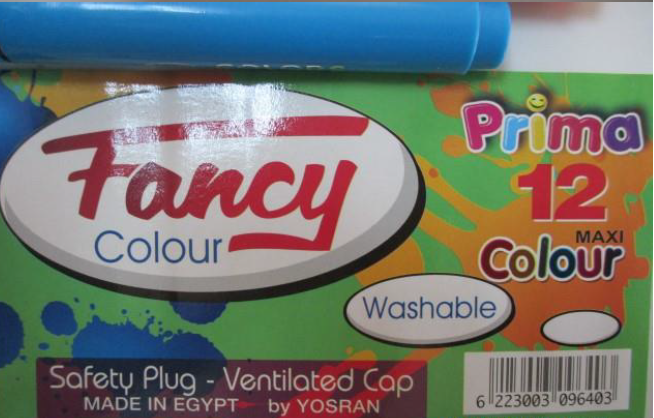 COLORS
Fancy
Colour
Prima
12
MAXI
Colour
Washable
Safety Plug - Ventilated Cap
MADE IN EGYPT by YOSRAN
6 223003 096403